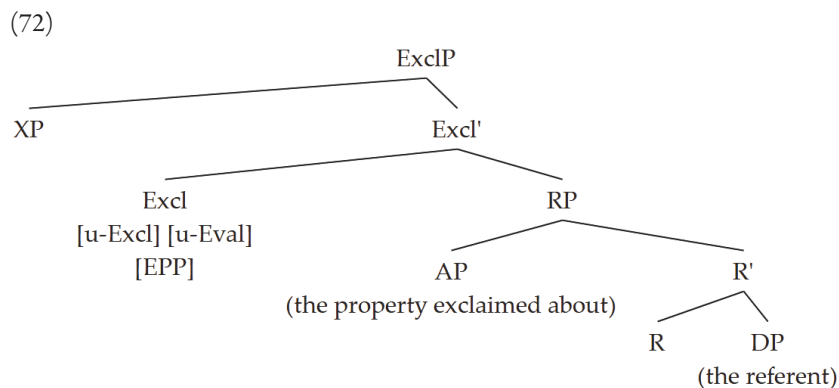 (72)
ExclP
XP Excl'
Excl RP
[u-Excl] [u-Eval]
[EPP] AP R'
(the property exclaimed about)
R DP
(the referent)